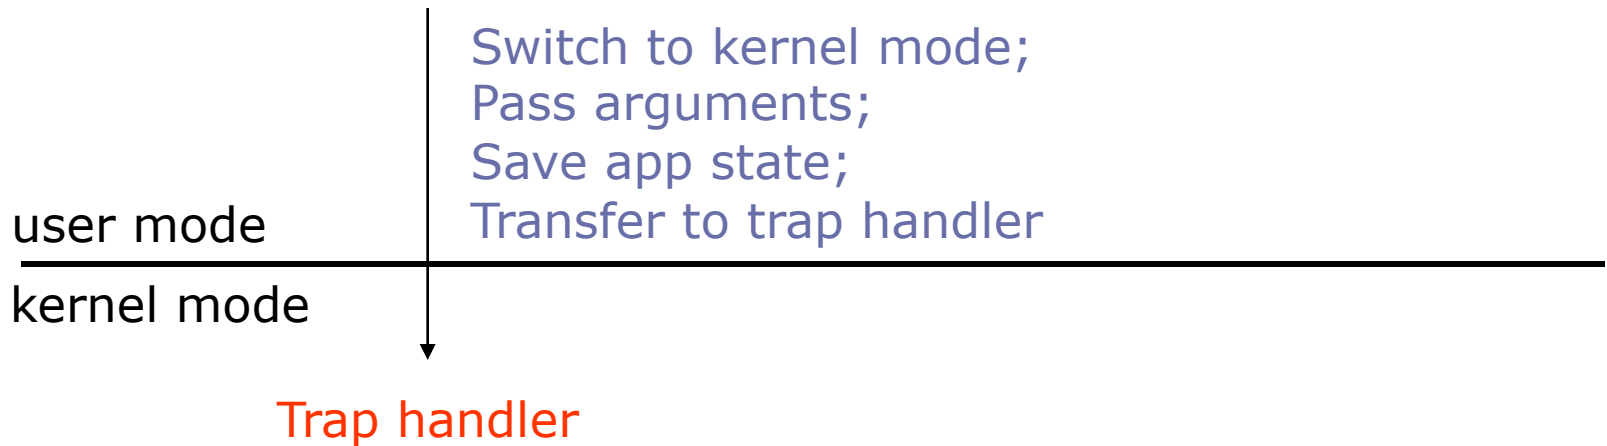 Switch to kernel mode;
Pass arguments;
Save app state;
Transfer to trap handler
user mode
kernel mode
Trap handler